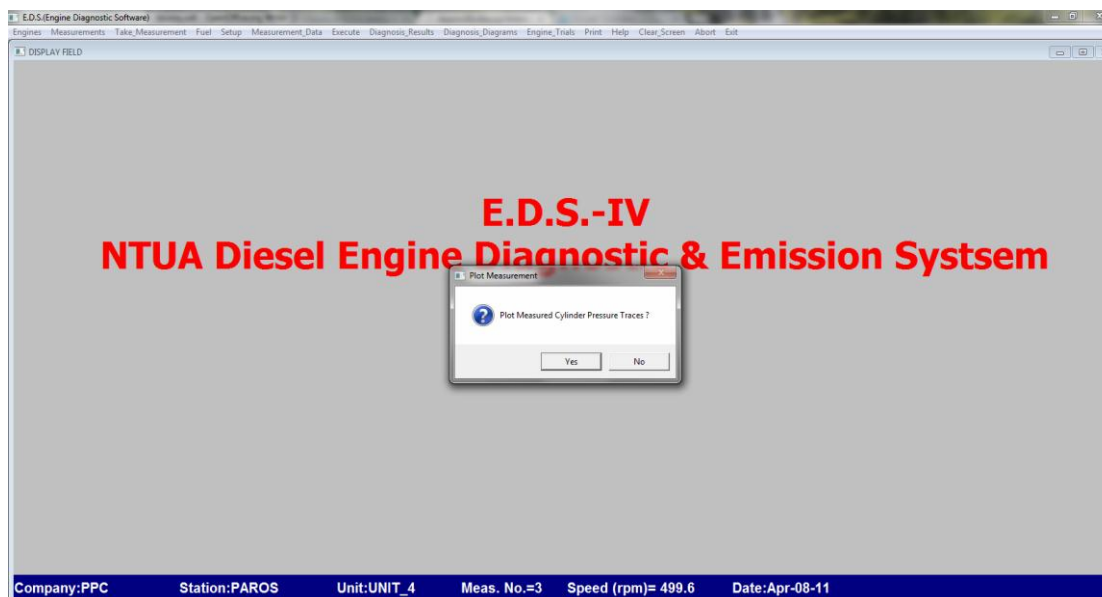 E.D.S.(Engine Diagnostic Software)
Engines Measurements Take_Measurement Fuel Setup Measurement_Data Execute Diagnosis_Results Diagnosis_Diagrams Engine_Trials Print Help Clear_Screen Abort Exit
DISPLAY FIELD
E.D.S.-IV
NTUA Diesel Engine Diagnostic & Emission Systsem
Plot Measurement
Plot Measured Cylinder Pressure Traces ?
Yes No
Company:PPC Station:PAROS Unit:UNIT_4 Meas. No.=3 Speed (rpm)= 499.6 Date:Apr-08-11